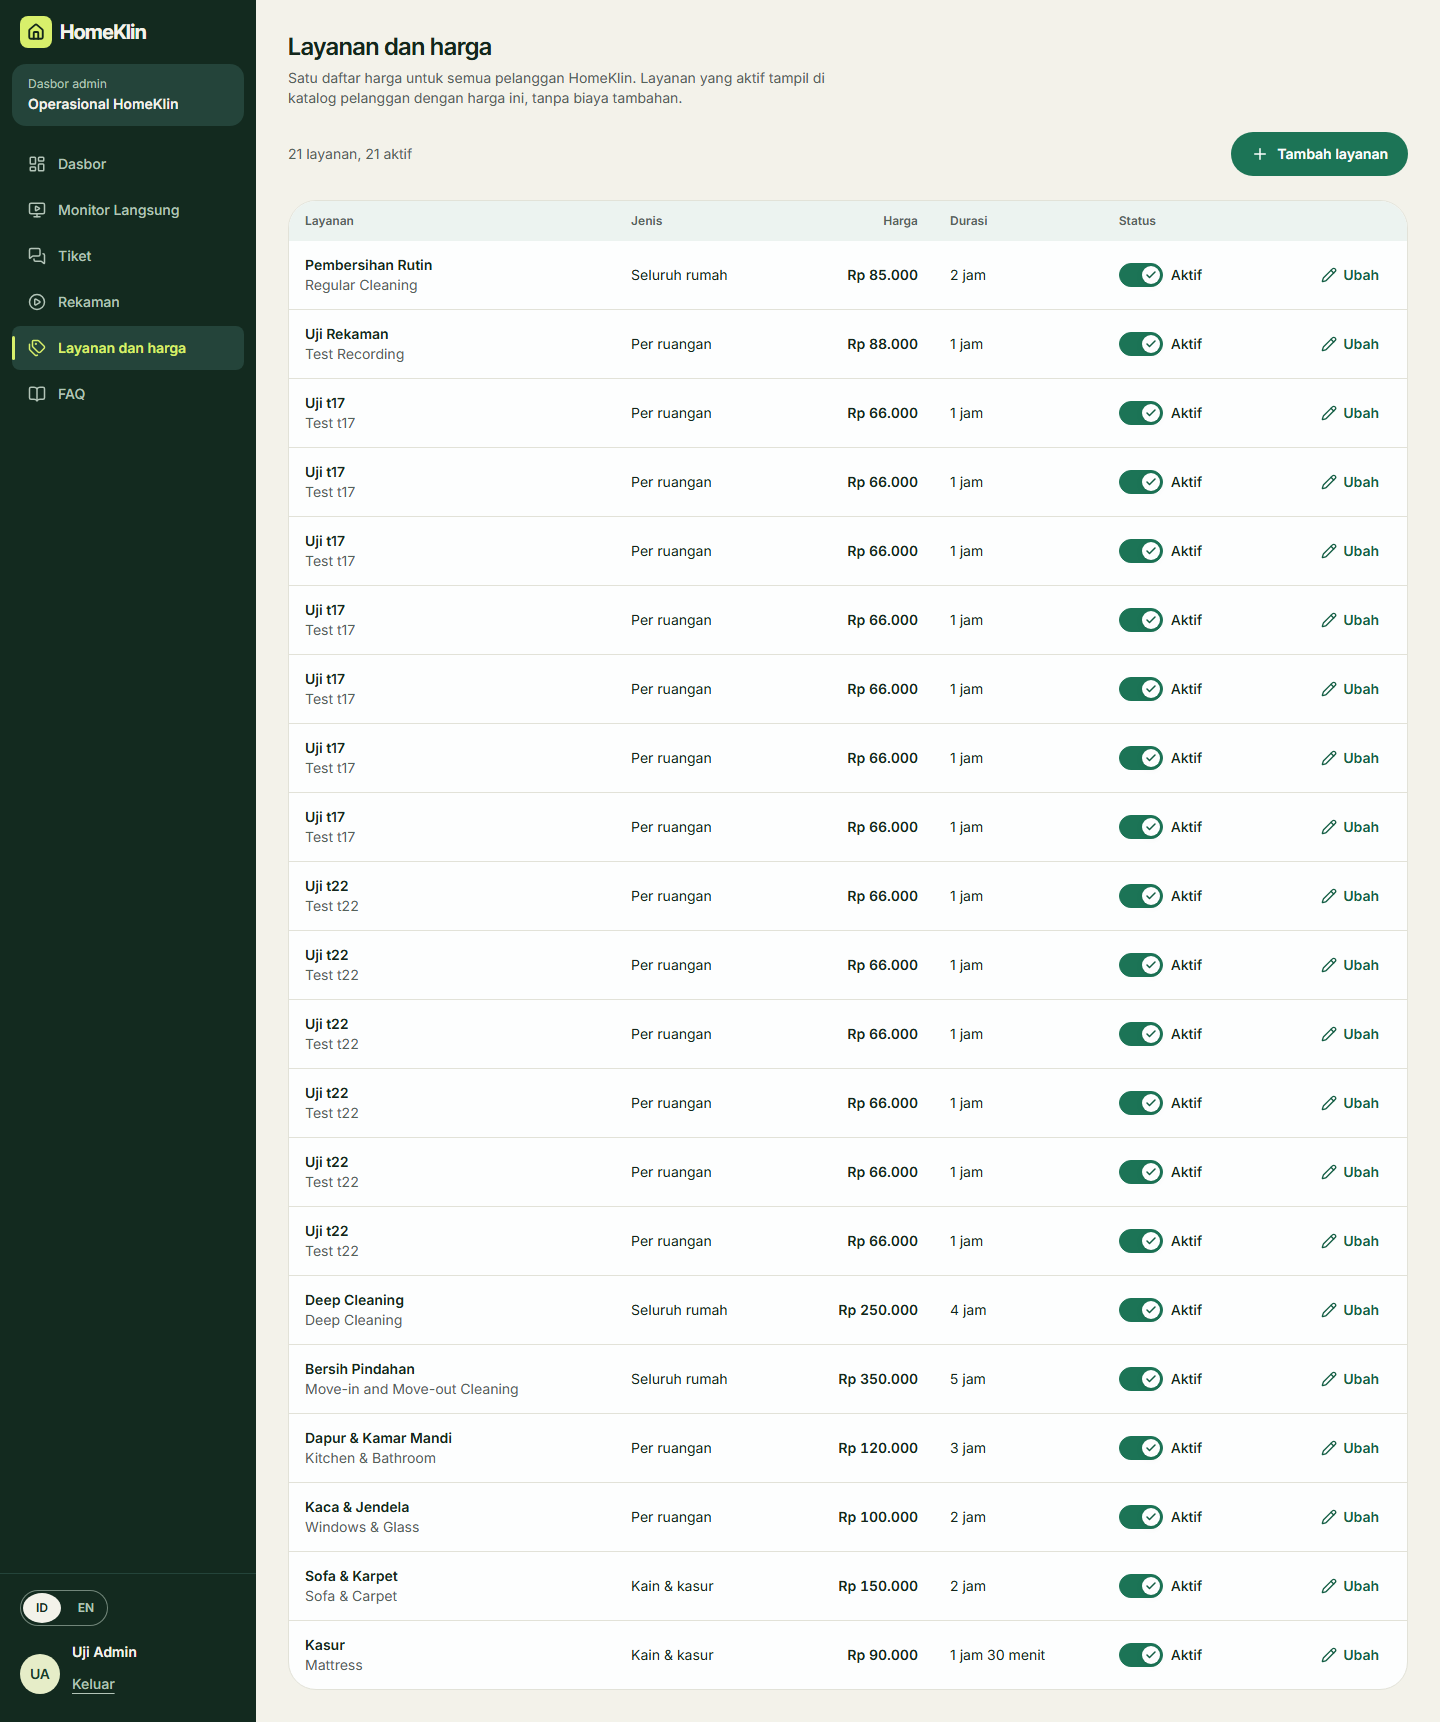 HomeKlin
Dasbor admin
Operasional HomeKlin
Dasbor
Monitor Langsung
Tiket
Rekaman
Layanan dan harga
FAQ
ID EN
UA
Uji Admin
Keluar
Layanan dan harga
Satu daftar harga untuk semua pelanggan HomeKlin. Layanan yang aktif tampil di
katalog pelanggan dengan harga ini, tanpa biaya tambahan.
21 layanan, 21 aktif
Tambah layanan
Layanan Jenis Harga Durasi Status
Pembersihan Rutin
Regular Cleaning
Seluruh rumah Rp 85.000 2 jam Aktif Ubah
Uji Rekaman
Test Recording
Per ruangan Rp 88.000 1 jam Aktif Ubah
Uji t17
Test t17
Per ruangan Rp 66.000 1 jam Aktif Ubah
Uji t17
Test t17
Per ruangan Rp 66.000 1 jam Aktif Ubah
Uji t17
Test t17
Per ruangan Rp 66.000 1 jam Aktif Ubah
Uji t17
Test t17
Per ruangan Rp 66.000 1 jam Aktif Ubah
Uji t17
Test t17
Per ruangan Rp 66.000 1 jam Aktif Ubah
Uji t17
Test t17
Per ruangan Rp 66.000 1 jam Aktif Ubah
Uji t17
Test t17
Per ruangan Rp 66.000 1 jam Aktif Ubah
Uji t22
Test t22
Per ruangan Rp 66.000 1 jam Aktif Ubah
Uji t22
Test t22
Per ruangan Rp 66.000 1 jam Aktif Ubah
Uji t22
Test t22
Per ruangan Rp 66.000 1 jam Aktif Ubah
Uji t22
Test t22
Per ruangan Rp 66.000 1 jam Aktif Ubah
Uji t22
Test t22
Per ruangan Rp 66.000 1 jam Aktif Ubah
Uji t22
Test t22
Per ruangan Rp 66.000 1 jam Aktif Ubah
Deep Cleaning
Deep Cleaning
Seluruh rumah Rp 250.000 4 jam Aktif Ubah
Bersih Pindahan
Move-in and Move-out Cleaning
Seluruh rumah Rp 350.000 5 jam Aktif Ubah
Dapur & Kamar Mandi
Kitchen & Bathroom
Per ruangan Rp 120.000 3 jam Aktif Ubah
Kaca & Jendela
Windows & Glass
Per ruangan Rp 100.000 2 jam Aktif Ubah
Sofa & Karpet
Sofa & Carpet
Kain & kasur Rp 150.000 2 jam Aktif Ubah
Kasur
Mattress
Kain & kasur Rp 90.000 1 jam 30 menit Aktif Ubah